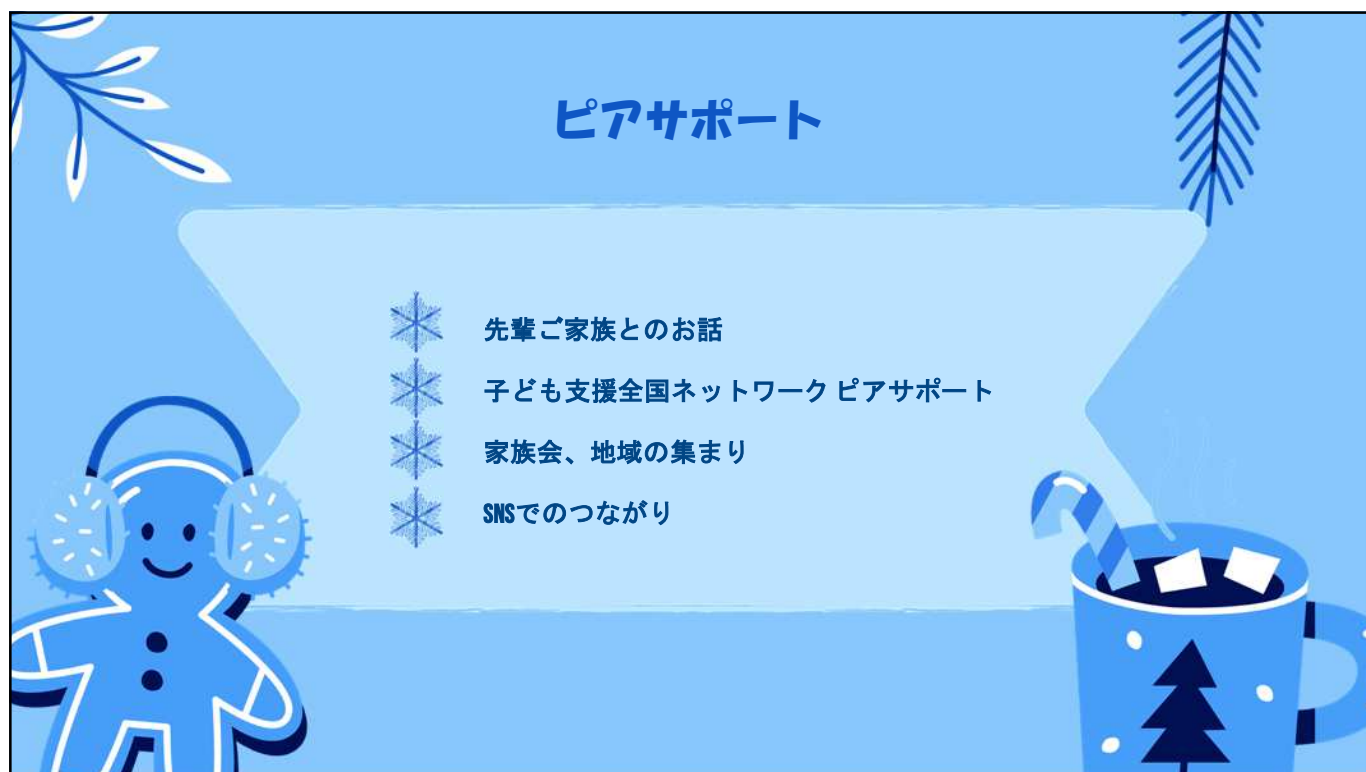 ピアサポート
先輩ご家族とのお話
子ども支援全国ネットワーク ピアサポート
家族会、地域の集まり
SNSでのつながり